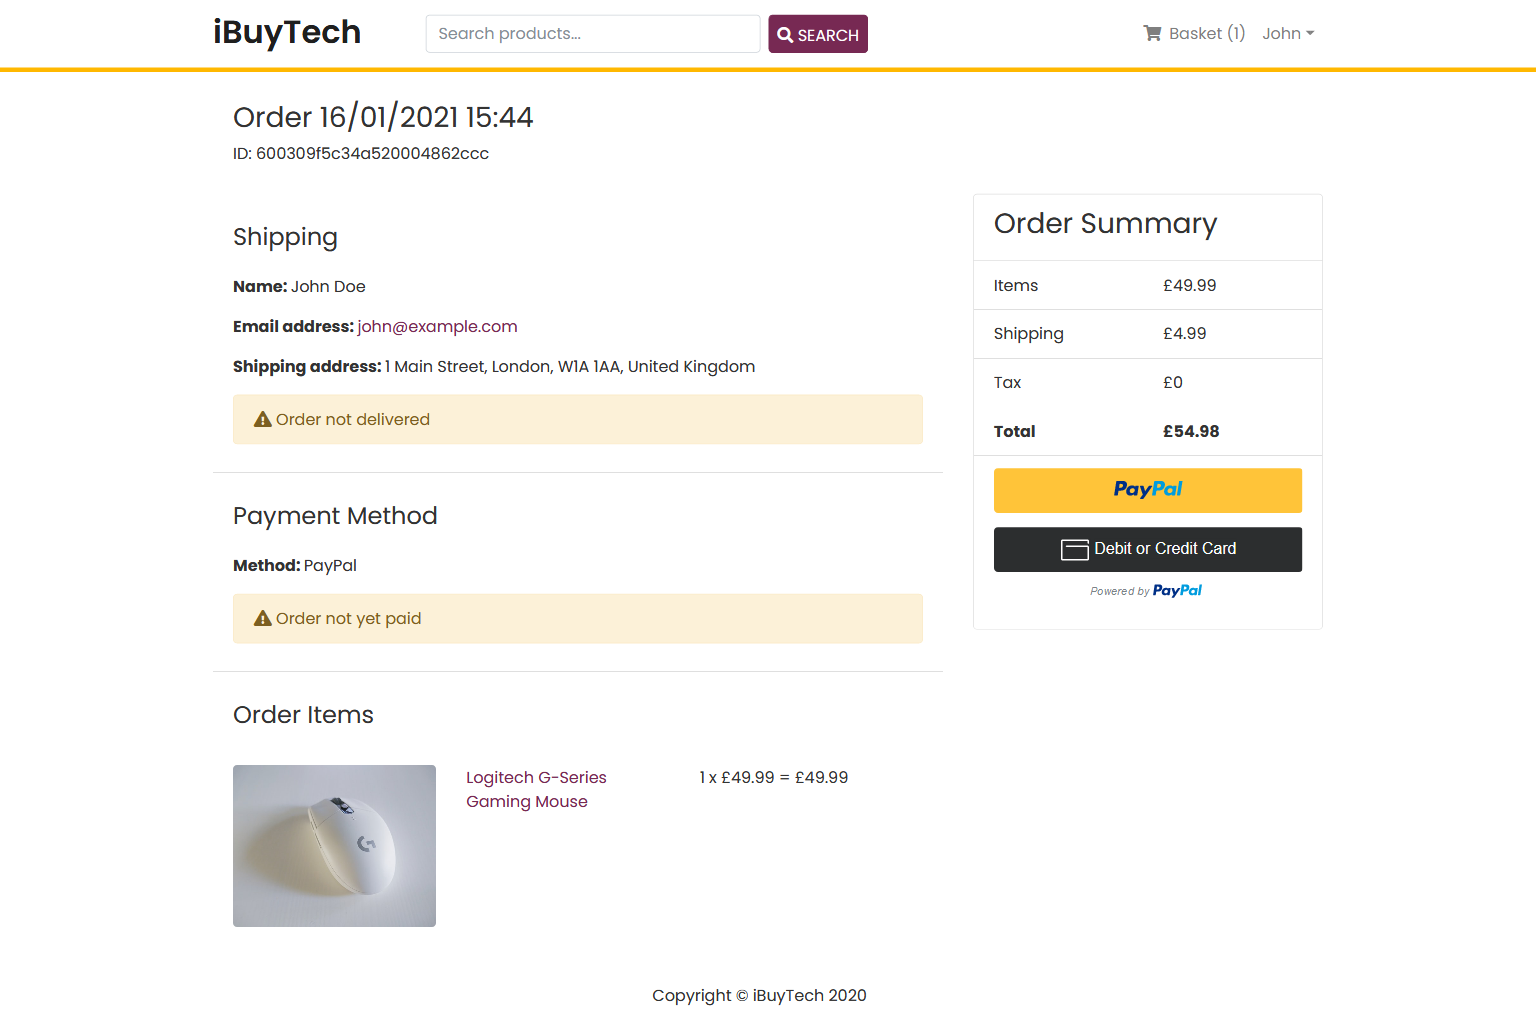 iBuyTech
Search products...
SEARCH
Basket (1)
John
Order 16/01/2021 15:44
ID: 600309f5c34a520004862ccc
Shipping
Name: John Doe
Email address: john@example.com
Shipping address: 1 Main Street, London, W1A 1AA, United Kingdom
Order not delivered
Payment Method
Method: PayPal
Order not yet paid
Order Items
Logitech G-Series
Gaming Mouse
1 x £49.99 = £49.99
Order Summary
Items £49.99
Shipping £4.99
Tax £0
Total £54.98
PayPal
Debit or Credit Card
Powered by PayPal
Copyright © iBuyTech 2020